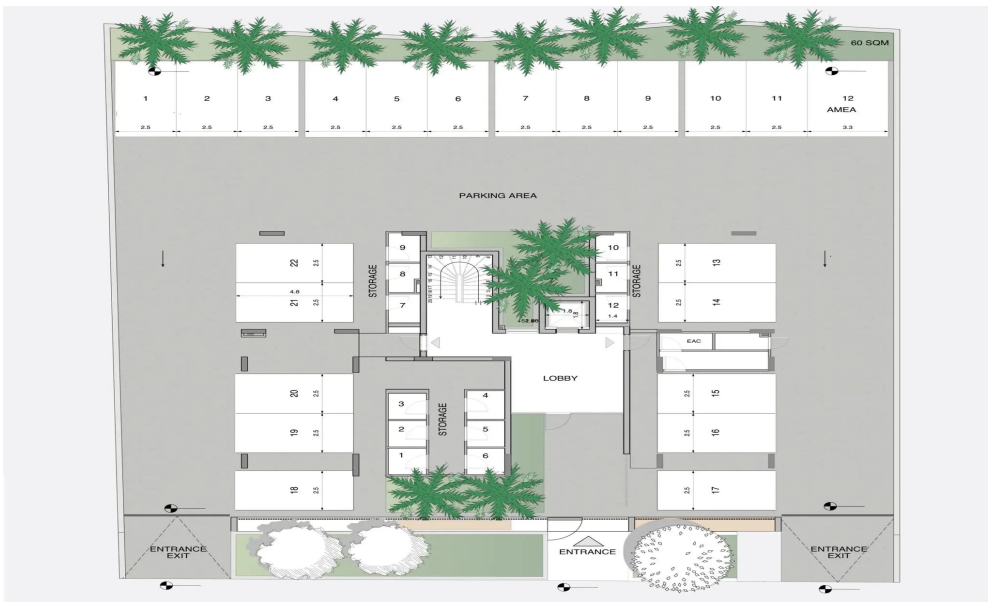 60 SQM
1 2 3 4 5 6 7 8 9 10 11 12
AMEA
2.5 2.5 2.5 2.5 2.5 2.5 2.5 2.5 2.5 2.5 2.5 3.3
PARKING AREA
9 10
22 2.5 2.5 13
STORAGE 8 11 STORAGE
4.8
21 2.5 7 12 2.5 14
1.8
1.8
1.4
EAC
LOBBY
20 2.5 2.5 15
3 4
STORAGE
19 2.5 2 5 2.5 16
1 6
18 2.5 2.5 17
ENTRANCE
EXIT
ENTRANCE
ENTRANCE
EXIT